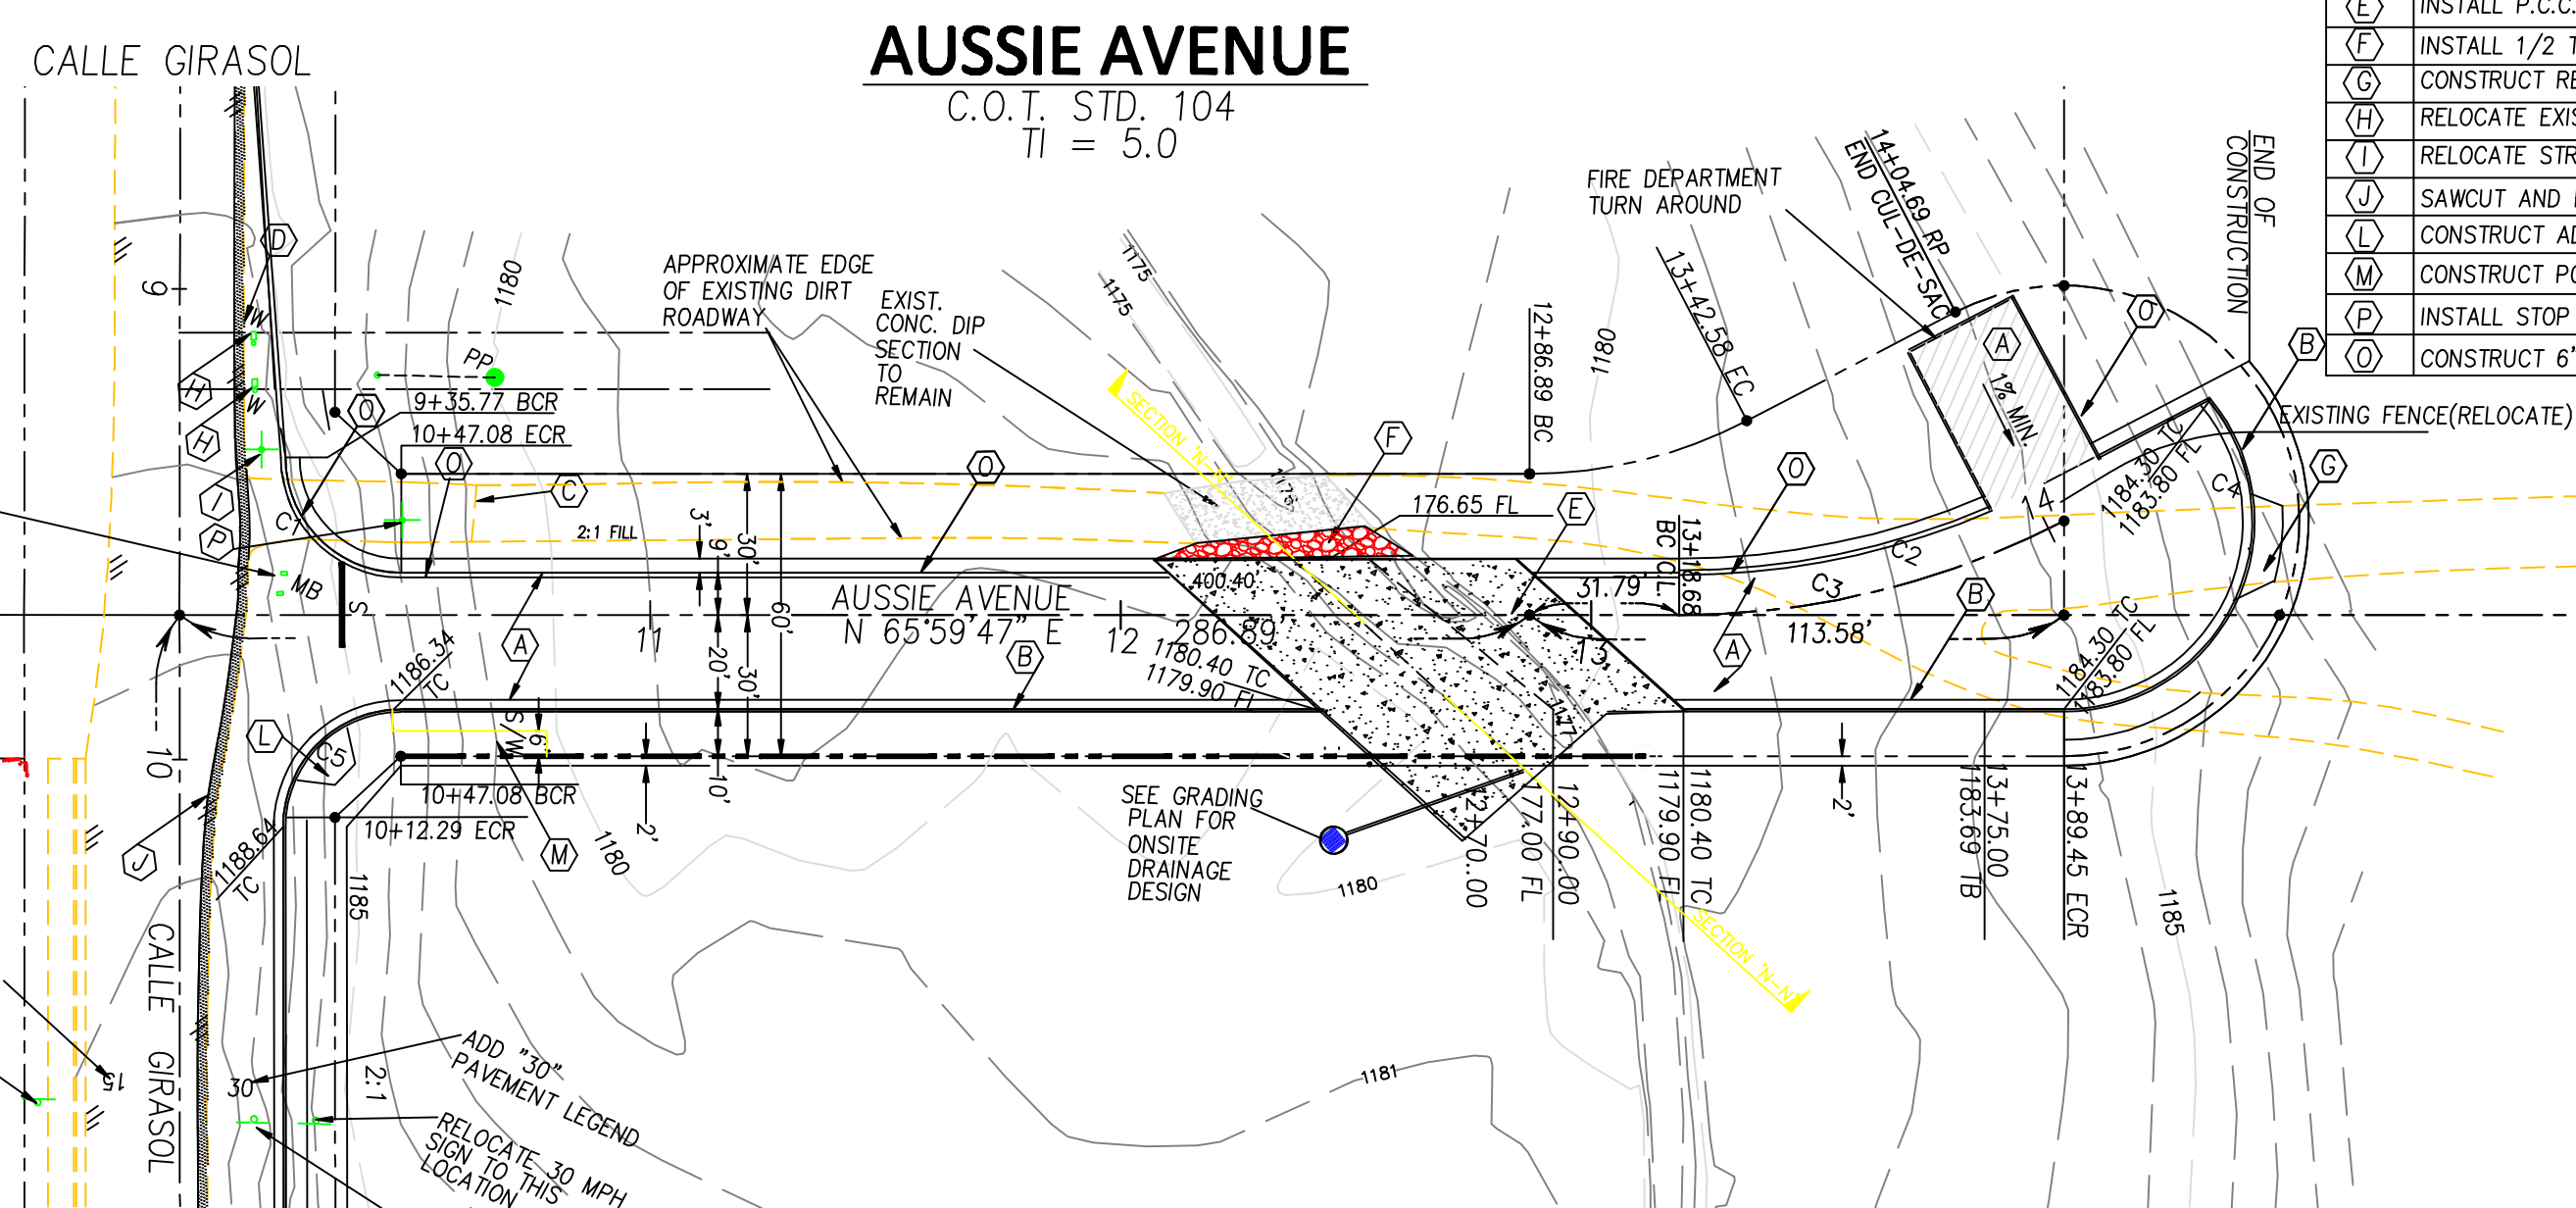 AUSSIE AVENUE
C.O.T. STD. 104
TI = 5.0
CALLE GIRASOL
E
INSTALL P.C.C.
F
INSTALL 1/2 T
G
CONSTRUCT RE
H
RELOCATE EXIS
I
RELOCATE STR
J
SAWCUT AND
L
CONSTRUCT AD
M
CONSTRUCT PO
P
INSTALL STOP
O
CONSTRUCT 6'
END OF
CONSTRUCTION
14+04.69 RP
END CUL-DE-SAC
FIRE DEPARTMENT
TURN AROUND
13+42.58 EC
12+86.89 BC
1180
1175
1175
1176
APPROXIMATE EDGE
OF EXISTING DIRT
ROADWAY
EXIST.
CONC. DIP
SECTION
TO
REMAIN
SECTION 'N-N'
1180
PP
D
9
W
W
H
H
I
P
O
9+35.77 BCR
10+47.08 ECR
O
C
O
F
176.65 FL
E
O
O
A
1% MIN.
B
EXISTING FENCE(RELOCATE)
G
1184.30 TC
1183.80 FL
C4
14
C2
C3
13+18.68
BC C/L
31.79'
113.58'
B
A
1184.30 TC
1183.80 FL
C1
2:1 FILL
3'
9'
30'
60'
20'
30'
10'
MB
S
AUSSIE AVENUE
N 65°59'47" E
286.89'
400.40
11
12
13
1180.40 TC
1179.90 FL
A
B
1186.34
TC
S/W
6'
L
C5
10
J
10+47.08 BCR
10+12.29 ECR
M
1180
2'
1188.64
TC
1185
2:1
SEE GRADING
PLAN FOR
ONSITE
DRAINAGE
DESIGN
1180
1177
12+70.00
177.00 FL
12+90.00
1179.90 FL
1180.40 TC
2'
1183.69 TB
13+75.00
13+89.45 ECR
1185
SECTION 'N-N'
CALLE GIRASOL
15
30
ADD "30"
PAVEMENT LEGEND
RELOCATE 30 MPH
SIGN TO THIS
LOCATION
1181